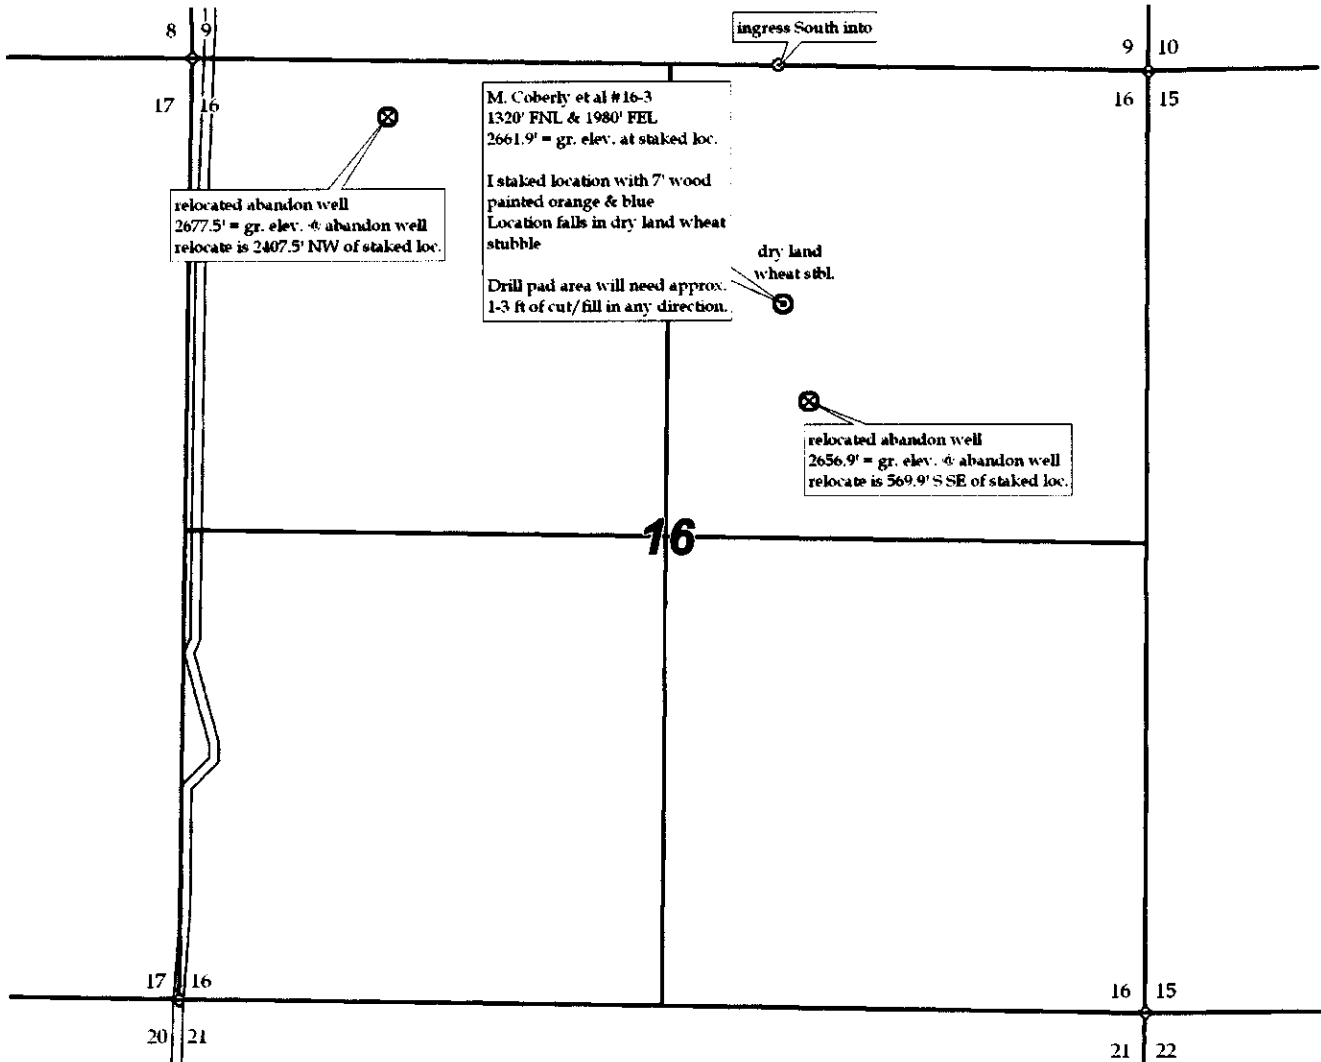 8 9
ingress South into
9 10
17 16
16 15
M. Coberly et al #16-3
1320' FNL & 1980' FEL
2661.9' = gr. elev. at staked loc.
I staked location with 7' wood
painted orange & blue
Location falls in dry land wheat
stubble
Drill pad area will need approx.
1-3 ft of cut/fill in any direction.
relocated abandon well
2677.5' = gr. elev. @ abandon well
relocate is 2407.5' NW of staked loc.
dry land
wheat stbl.
relocated abandon well
2656.9' = gr. elev. @ abandon well
relocate is 569.9' S SE of staked loc.
16
17 16
16 15
20 21
21 22